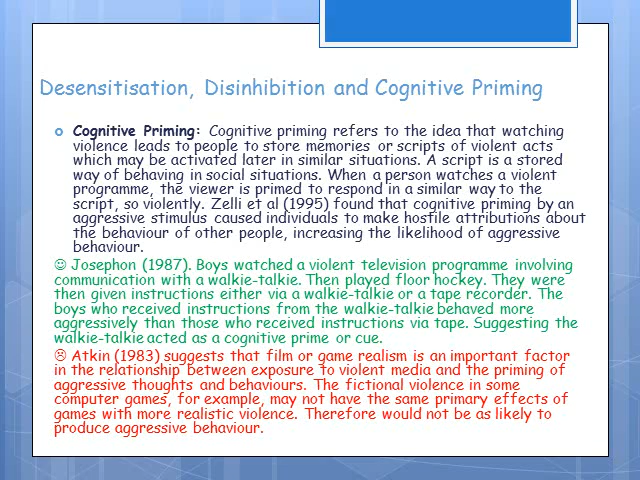 Desensitisation, Disinhibition and Cognitive Priming
Cognitive Priming: Cognitive priming refers to the idea that watching
violence leads to people to store memories or scripts of violent acts
which may be activated later in similar situations. A script is a stored
way of behaving in social situations. When a person watches a violent
programme, the viewer is primed to respond in a similar way to the
script, so violently. Zelli et al (1995) found that cognitive priming by an
aggressive stimulus caused individuals to make hostile attributions about
the behaviour of other people, increasing the likelihood of aggressive
behaviour.
☺ Josephon (1987). Boys watched a violent television programme involving
communication with a walkie-talkie. Then played floor hockey. They were
then given instructions either via a walkie-talkie or a tape recorder. The
boys who received instructions from the walkie-talkie behaved more
aggressively than those who received instructions via tape. Suggesting the
walkie-talkie acted as a cognitive prime or cue.
☹ Atkin (1983) suggests that film or game realism is an important factor
in the relationship between exposure to violent media and the priming of
aggressive thoughts and behaviours. The fictional violence in some
computer games, for example, may not have the same primary effects of
games with more realistic violence. Therefore would not be as likely to
produce aggressive behaviour.